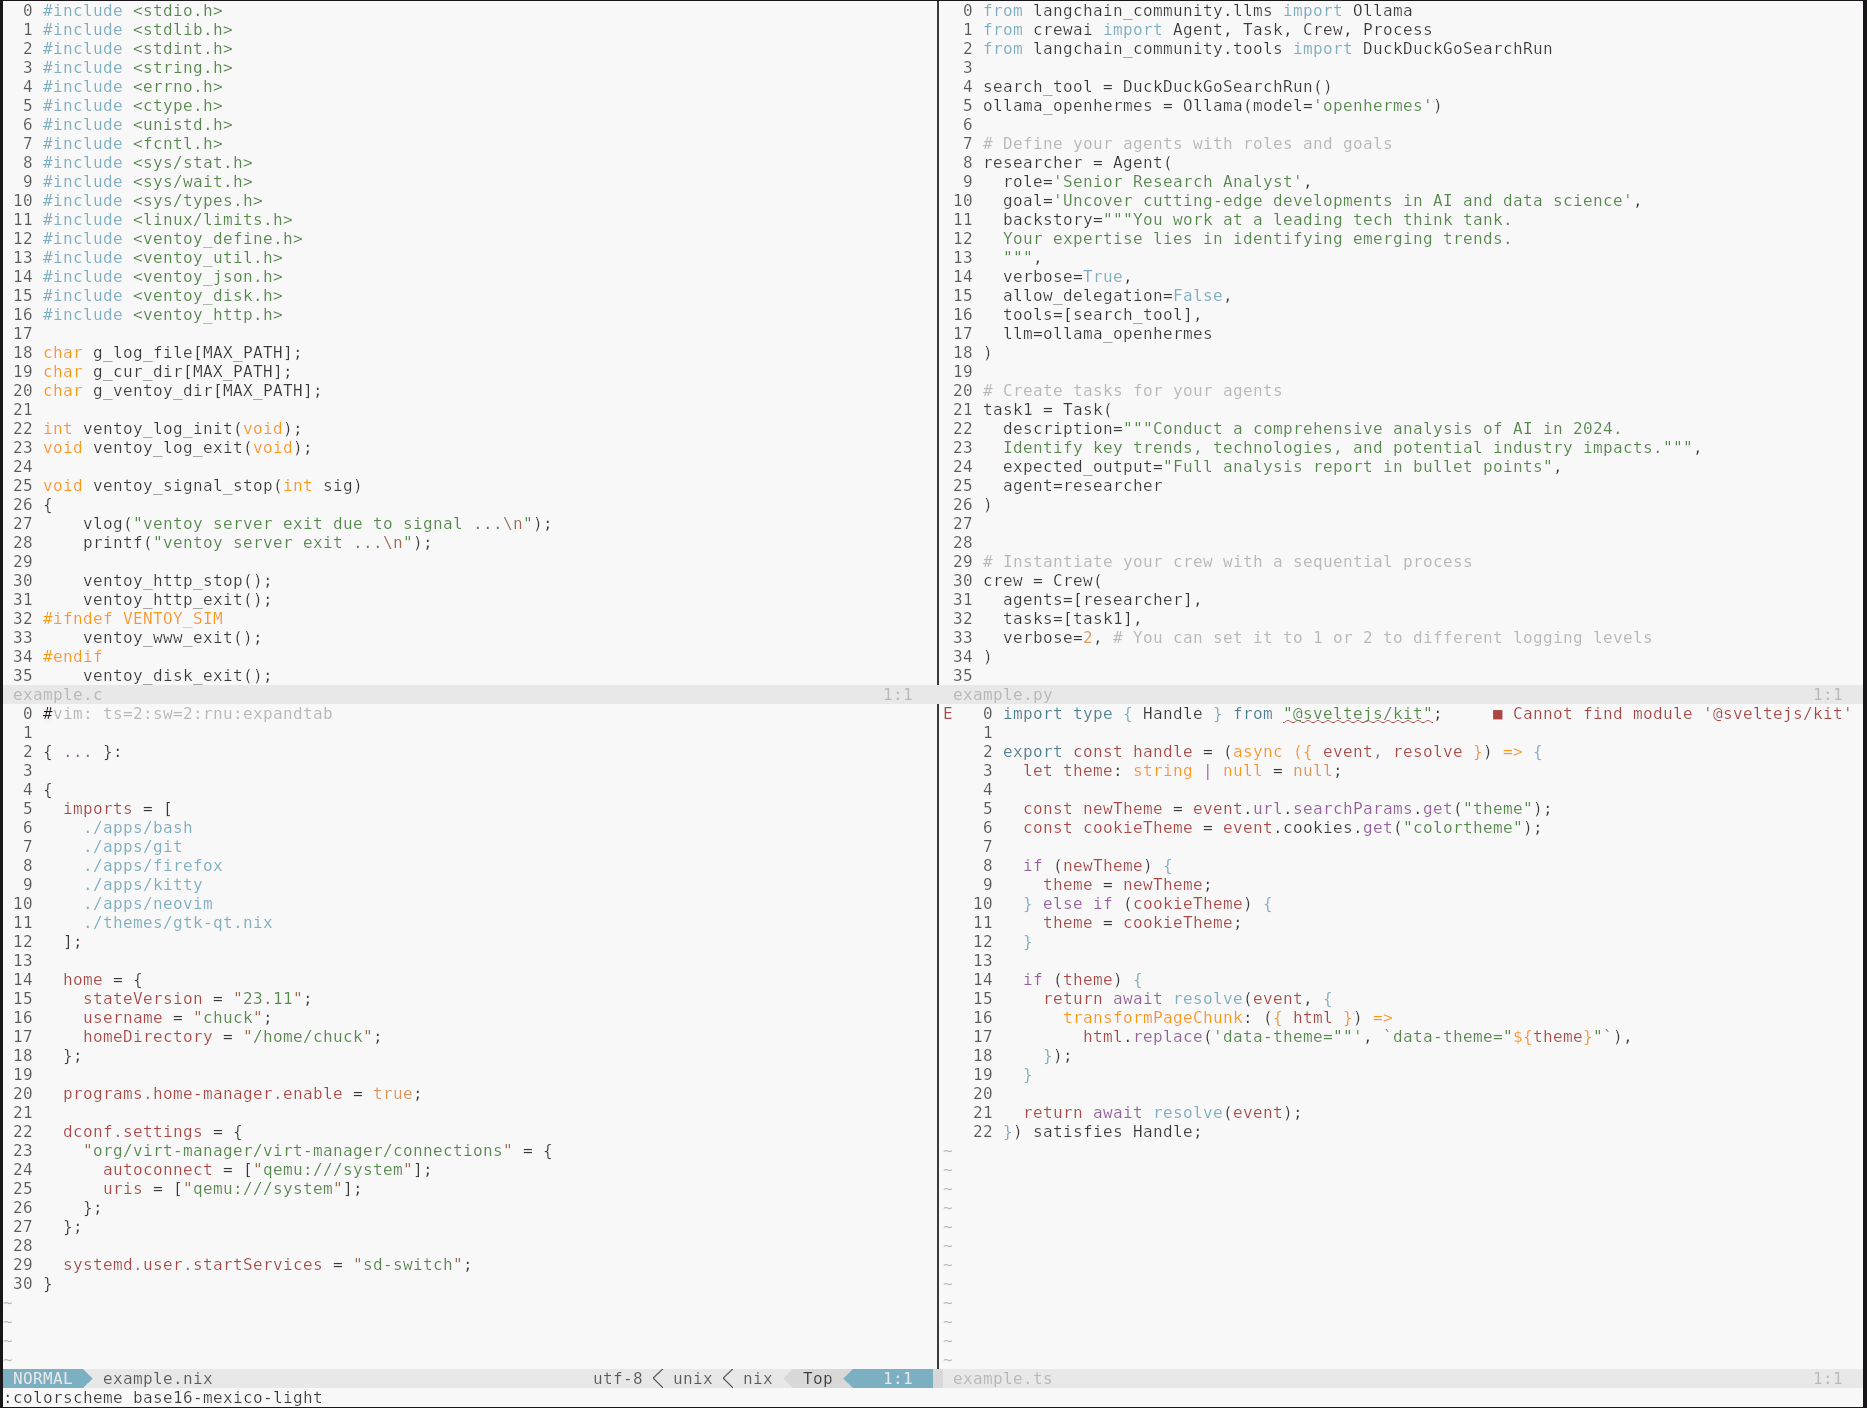 0 #include <stdio.h>
1 #include <stdlib.h>
2 #include <stdint.h>
3 #include <string.h>
4 #include <errno.h>
5 #include <ctype.h>
6 #include <unistd.h>
7 #include <fcntl.h>
8 #include <sys/stat.h>
9 #include <sys/wait.h>
10 #include <sys/types.h>
11 #include <linux/limits.h>
12 #include <ventoy_define.h>
13 #include <ventoy_util.h>
14 #include <ventoy_json.h>
15 #include <ventoy_disk.h>
16 #include <ventoy_http.h>
17
18 char g_log_file[MAX_PATH];
19 char g_cur_dir[MAX_PATH];
20 char g_ventoy_dir[MAX_PATH];
21
22 int ventoy_log_init(void);
23 void ventoy_log_exit(void);
24
25 void ventoy_signal_stop(int sig)
26 {
27     vlog("ventoy server exit due to signal ...\n");
28     printf("ventoy server exit ...\n");
29
30     ventoy_http_stop();
31     ventoy_http_exit();
32 #ifndef VENTOY_SIM
33     ventoy_www_exit();
34 #endif
35     ventoy_disk_exit();
example.c 1:1
0 from langchain_community.llms import Ollama
1 from crewai import Agent, Task, Crew, Process
2 from langchain_community.tools import DuckDuckGoSearchRun
3
4 search_tool = DuckDuckGoSearchRun()
5 ollama_openhermes = Ollama(model='openhermes')
6
7 # Define your agents with roles and goals
8 researcher = Agent(
9   role='Senior Research Analyst',
10   goal='Uncover cutting-edge developments in AI and data science',
11   backstory="""You work at a leading tech think tank.
12   Your expertise lies in identifying emerging trends.
13   """,
14   verbose=True,
15   allow_delegation=False,
16   tools=[search_tool],
17   llm=ollama_openhermes
18 )
19
20 # Create tasks for your agents
21 task1 = Task(
22   description="""Conduct a comprehensive analysis of AI in 2024.
23   Identify key trends, technologies, and potential industry impacts.""",
24   expected_output="Full analysis report in bullet points",
25   agent=researcher
26 )
27
28
29 # Instantiate your crew with a sequential process
30 crew = Crew(
31   agents=[researcher],
32   tasks=[task1],
33   verbose=2, # You can set it to 1 or 2 to different logging levels
34 )
35
example.py 1:1
0 #vim: ts=2:sw=2:rnu:expandtab
1
2 { ... }:
3
4 {
5   imports = [
6     ./apps/bash
7     ./apps/git
8     ./apps/firefox
9     ./apps/kitty
10     ./apps/neovim
11     ./themes/gtk-qt.nix
12   ];
13
14   home = {
15     stateVersion = "23.11";
16     username = "chuck";
17     homeDirectory = "/home/chuck";
18   };
19
20   programs.home-manager.enable = true;
21
22   dconf.settings = {
23     "org/virt-manager/virt-manager/connections" = {
24       autoconnect = ["qemu:///system"];
25       uris = ["qemu:///system"];
26     };
27   };
28
29   systemd.user.startServices = "sd-switch";
30 }
~
~
~
~
NORMAL example.nix utf-8 unix nix Top 1:1
E 0 import type { Handle } from "@sveltejs/kit"; ■ Cannot find module '@sveltejs/kit'
1
2 export const handle = (async ({ event, resolve }) => {
3   let theme: string | null = null;
4
5   const newTheme = event.url.searchParams.get("theme");
6   const cookieTheme = event.cookies.get("colortheme");
7
8   if (newTheme) {
9     theme = newTheme;
10   } else if (cookieTheme) {
11     theme = cookieTheme;
12   }
13
14   if (theme) {
15     return await resolve(event, {
16       transformPageChunk: ({ html }) =>
17         html.replace('data-theme=""', `data-theme="${theme}"`),
18     });
19   }
20
21   return await resolve(event);
22 }) satisfies Handle;
~
~
~
~
~
~
~
~
~
~
~
~
example.ts 1:1
:colorscheme base16-mexico-light